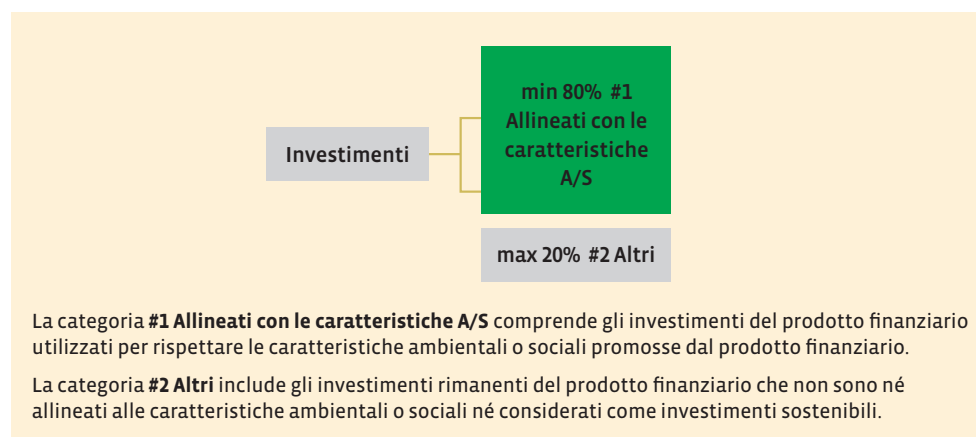 min 80% #1
Allineati con le
caratteristiche
A/S
Investimenti
max 20% #2 Altri
La categoria #1 Allineati con le caratteristiche A/S comprende gli investimenti del prodotto finanziario
utilizzati per rispettare le caratteristiche ambientali o sociali promosse dal prodotto finanziario.
La categoria #2 Altri include gli investimenti rimanenti del prodotto finanziario che non sono né
allineati alle caratteristiche ambientali o sociali né considerati come investimenti sostenibili.